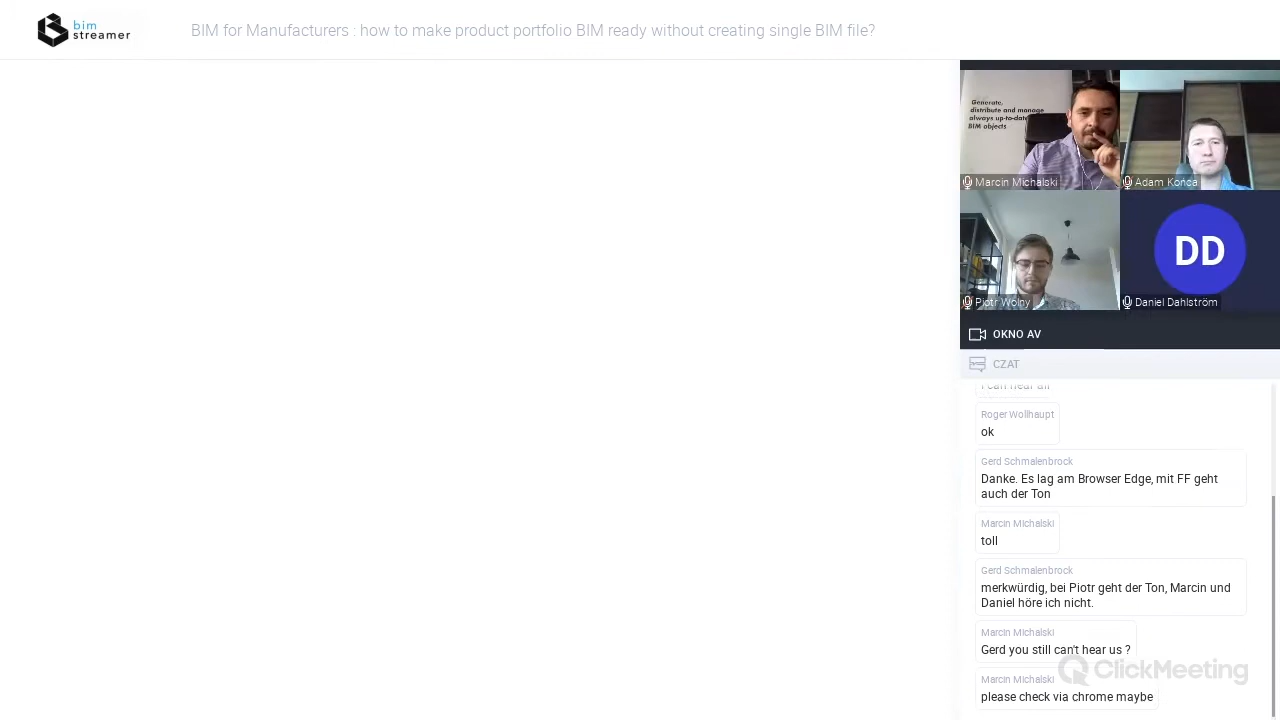 bim
streamer
BIM for Manufacturers : how to make product portfolio BIM ready without creating single BIM file?
Generate,
distribute and manage
always up-to-date
BIM objects
Marcin Michalski
Adam Końca
Piotr Wolny
DD
Daniel Dahlström
OKNO AV
CZAT
I can hear all
Roger Wollhaupt
ok
Gerd Schmalenbrock
Danke. Es lag am Browser Edge, mit FF geht
auch der Ton
Marcin Michalski
toll
Gerd Schmalenbrock
merkwürdig, bei Piotr geht der Ton, Marcin und
Daniel höre ich nicht.
Marcin Michalski
Gerd you still can't hear us ?
ClickMeeting
Marcin Michalski
please check via chrome maybe